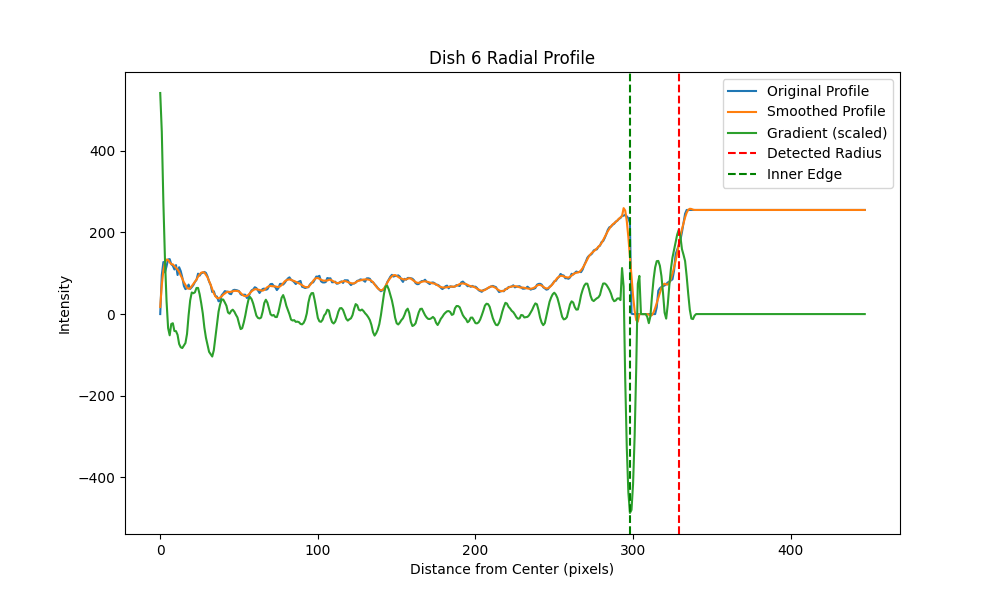 Dish 6 Radial Profile
Original Profile
Smoothed Profile
Gradient (scaled)
Detected Radius
Inner Edge
Intensity
400
200
0
−200
−400
0 100 200 300 400
Distance from Center (pixels)